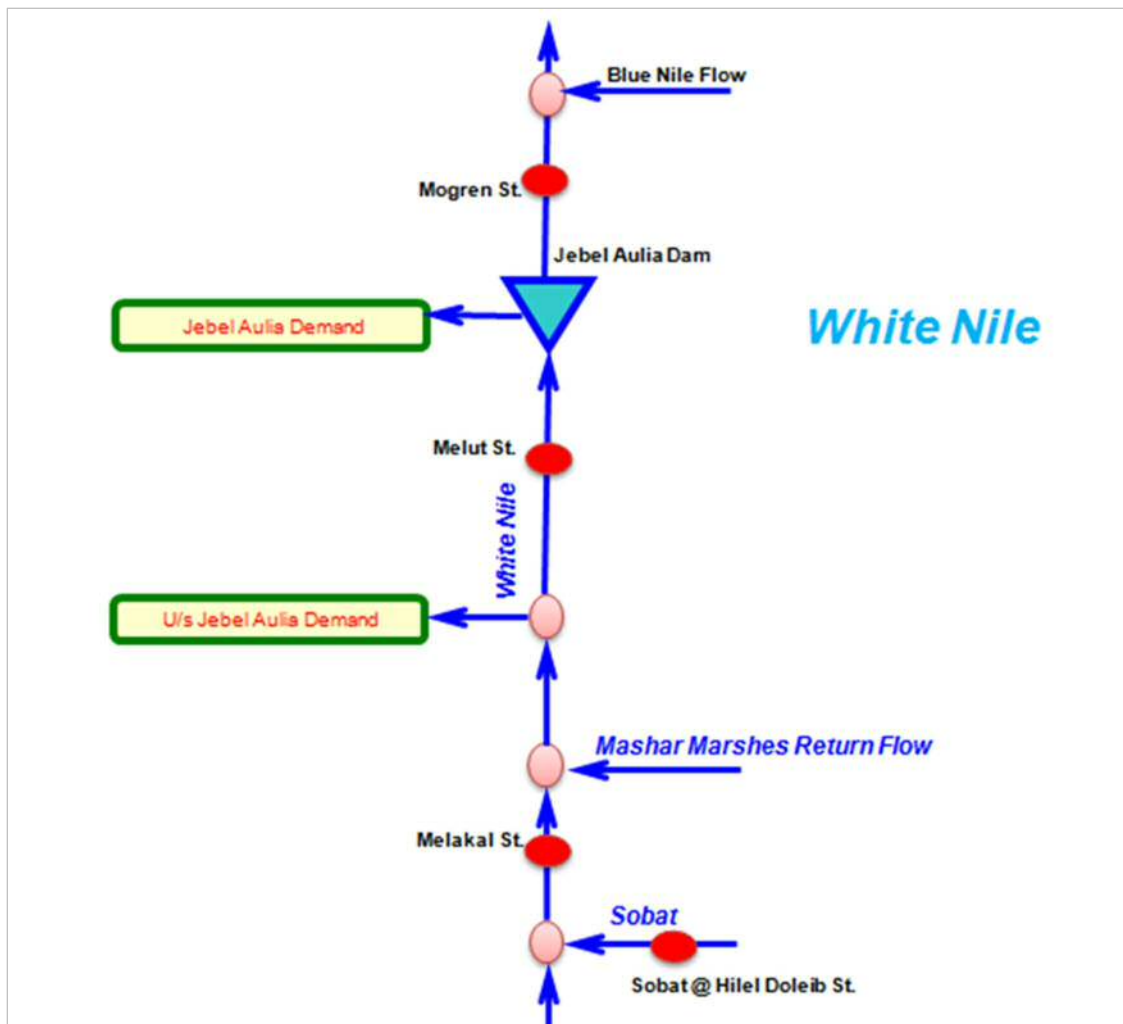 Blue Nile Flow
Mogren St.
Jebel Aulia Dam
Jebel Aulia Demand
White Nile
Melut St.
White Nile
U/s Jebel Aulia Demand
Mashar Marshes Return Flow
Melakal St.
Sobat
Sobat @ Hilel Doleib St.